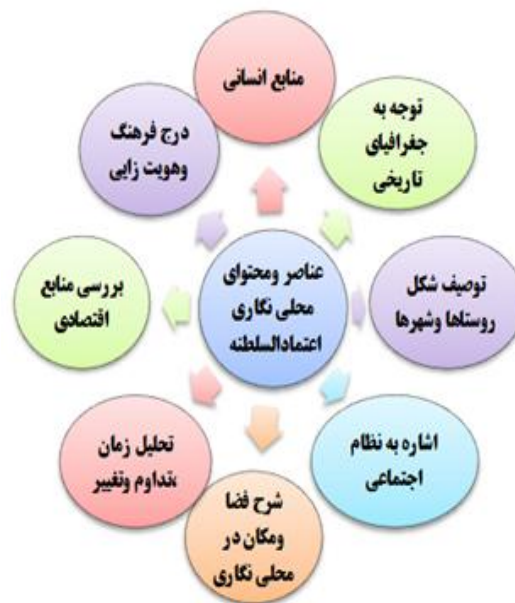 منابع انسانی
توجه به
جغرافیای
تاریخی
توصیف شکل
روستاها وشهرها
اشاره به نظام
اجتماعی
شرح فضا
ومکان در
محلی نگاری
تحلیل زمان
،تداوم وتغییر
بررسی منابع
اقتصادی
درج فرهنگ
وهویت زایی
عناصر ومحتوای
محلی نگاری
اعتمادالسلطنه